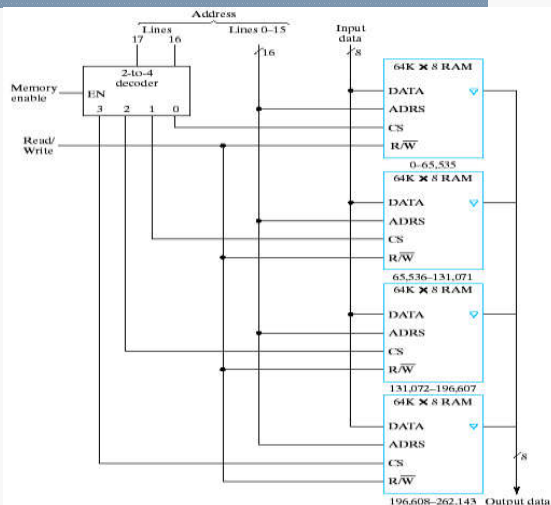 Address
Lines
Lines 0–15
Input
data
17
16
16
8
2-to-4
decoder
Memory
enable
EN
3 2 1 0
Read/
Write
64K × 8 RAM
DATA
ADRS
CS
R/W̅
0–65,535
64K × 8 RAM
DATA
ADRS
CS
R/W̅
65,536–131,071
64K × 8 RAM
DATA
ADRS
CS
R/W̅
131,072–196,607
64K × 8 RAM
DATA
ADRS
CS
R/W̅
8
196,608–262,143
Output data